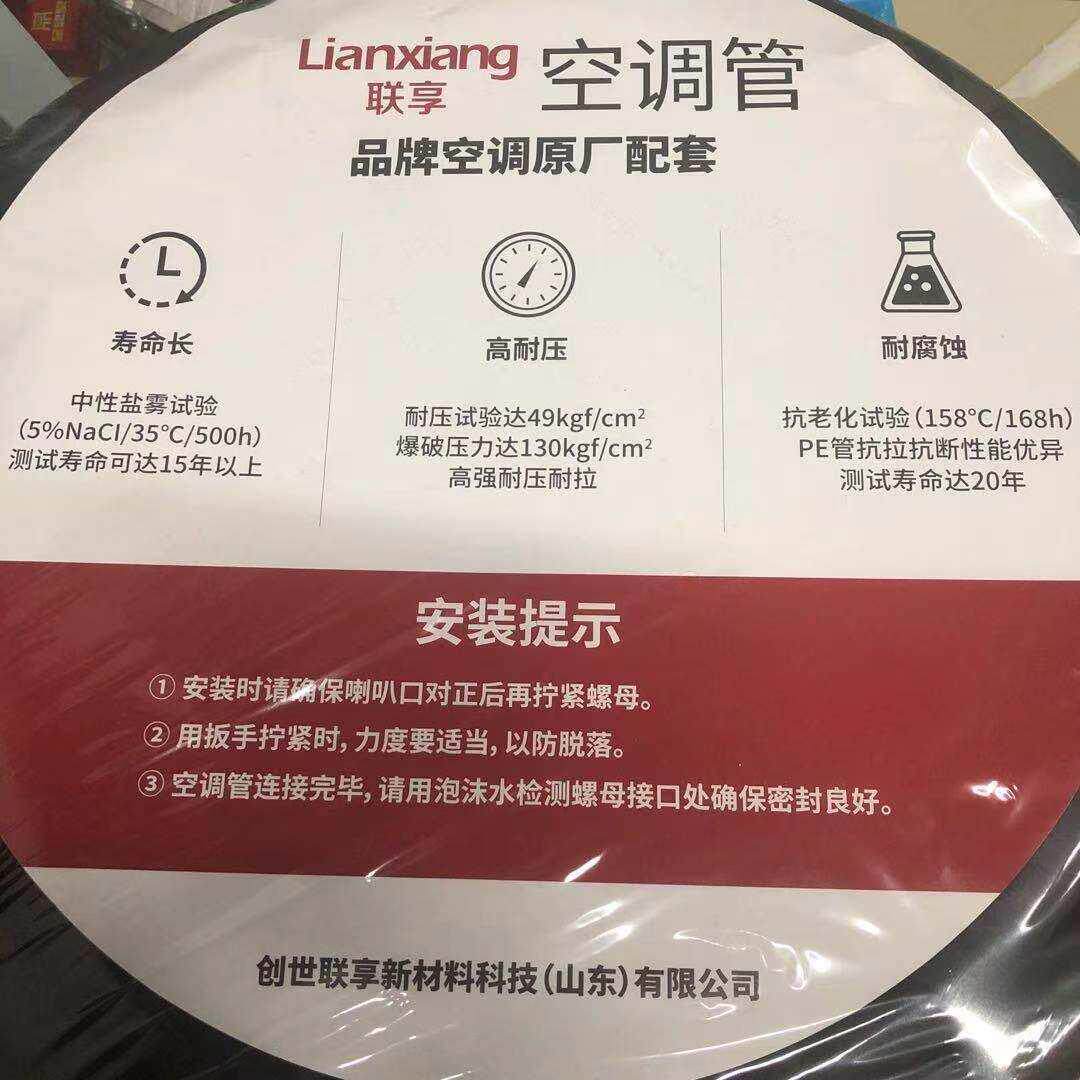 Lianxiang
联享
空调管
品牌空调原厂配套
寿命长
中性盐雾试验
(5%NaCl/35℃/500h)
测试寿命可达15年以上
高耐压
耐压试验达49kgf/cm²
爆破压力达130kgf/cm²
高强耐压耐拉
耐腐蚀
抗老化试验(158℃/168h)
PE管抗拉抗断性能优异
测试寿命达20年
安装提示
① 安装时请确保喇叭口对正后再拧紧螺母。
② 用扳手拧紧时,力度要适当,以防脱落。
③ 空调管连接完毕,请用泡沫水检测螺母接口处确保密封良好。
创世联享新材料科技(山东)有限公司